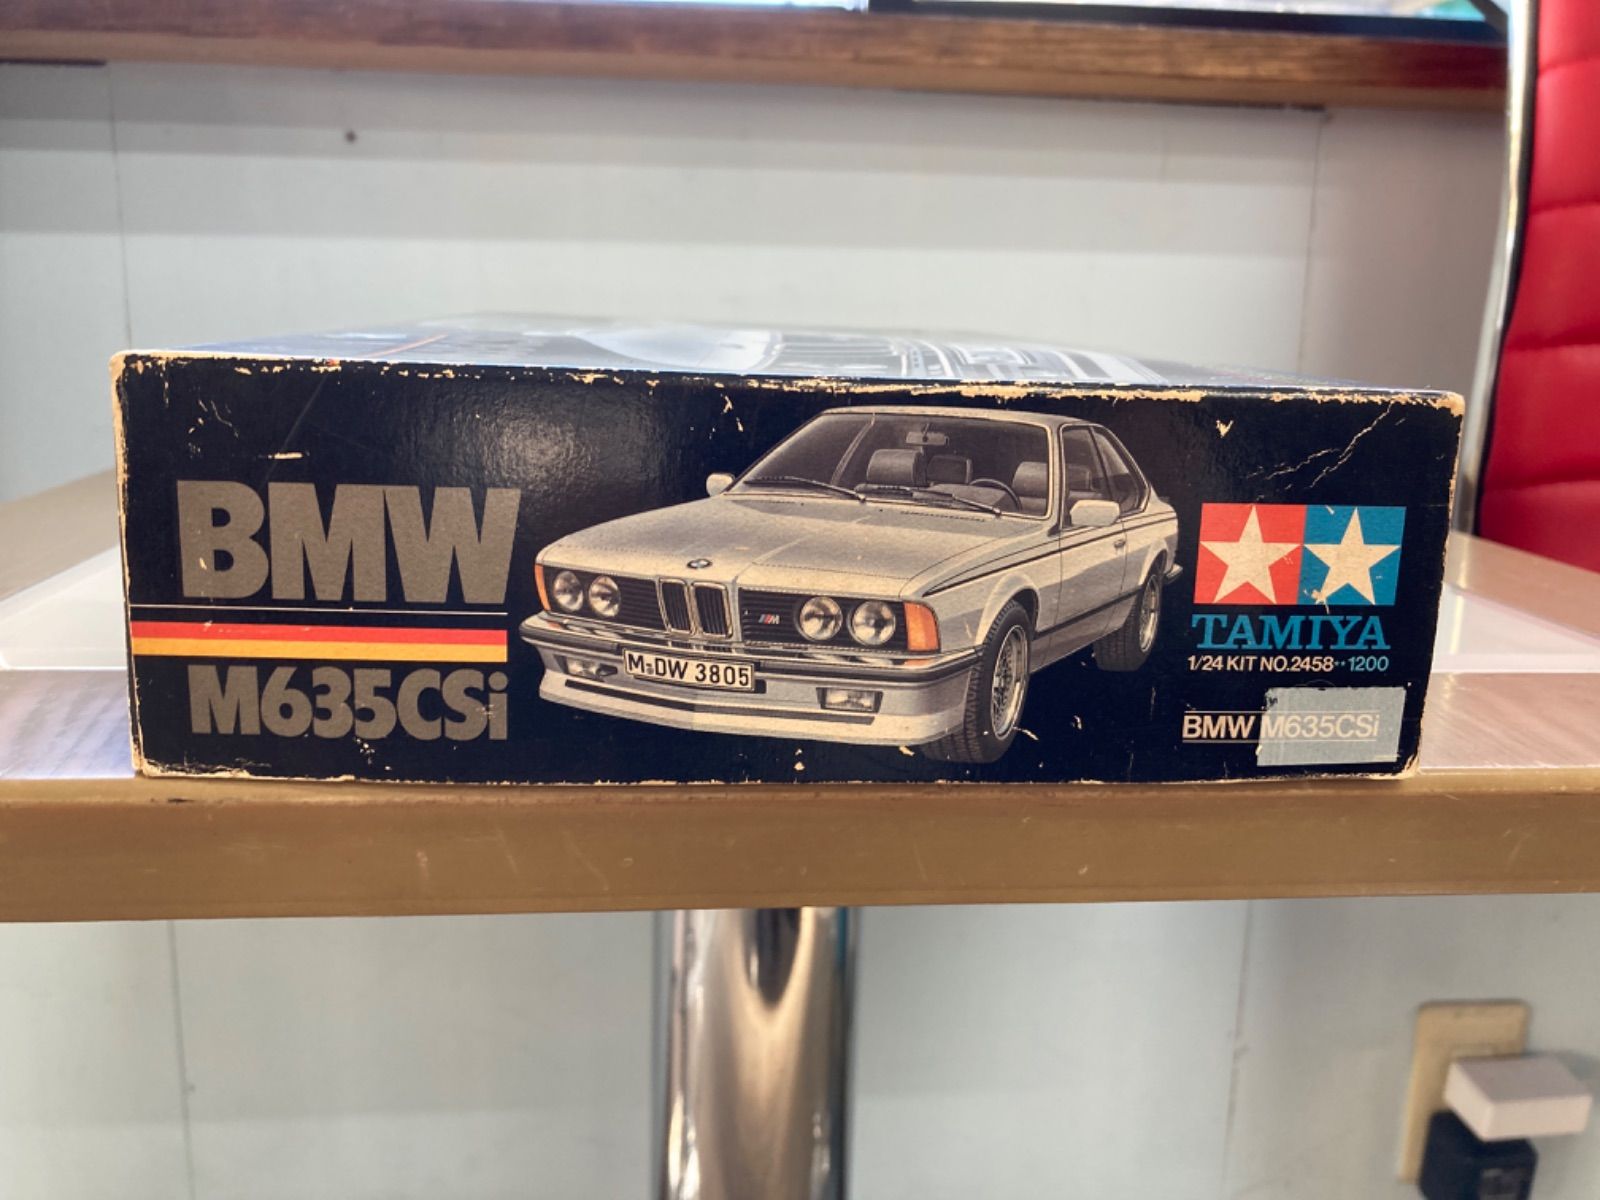 BMW
M635CSi
M DW 3805
M
TAMIYA
1/24 KIT NO.2458**1200
BMW M635CSi